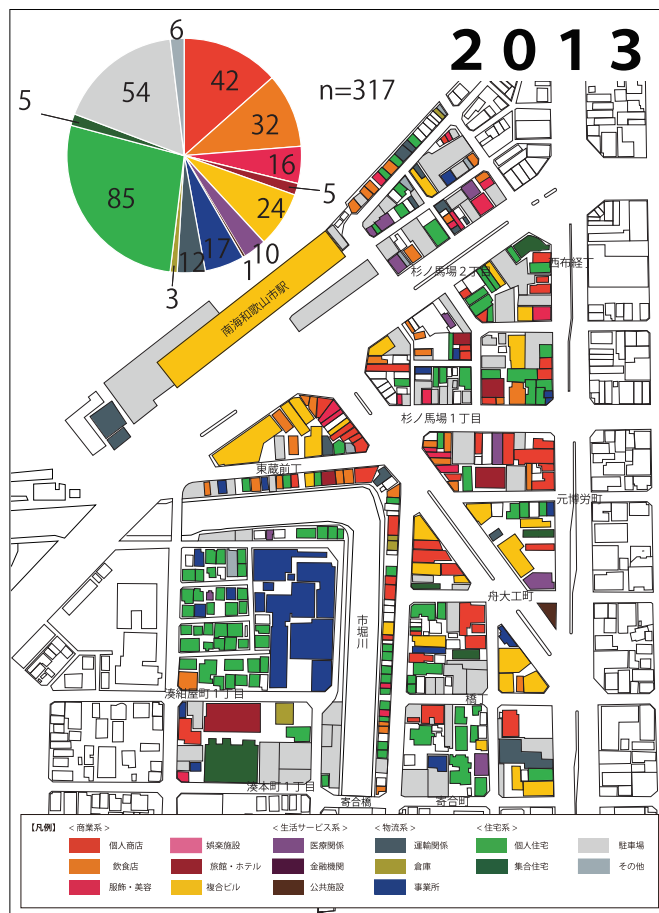 2013
n=317
6
42
32
16
5
24
10
1
17
12
3
85
5
54
南海和歌山市駅
杉ノ馬場2丁目
西布経丁
杉ノ馬場1丁目
東蔵前丁
元博労町
舟大工町
市堀川
湊紺屋町1丁目
橋丁
湊本町1丁目
寄合橋
寄合町
【凡例】 <商業系> <生活サービス系> <物流系> <住宅系>
個人商店 娯楽施設 医療関係 運輸関係 個人住宅 駐車場
飲食店 旅館・ホテル 金融機関 倉庫 集合住宅 その他
服飾・美容 複合ビル 公共施設 事業所